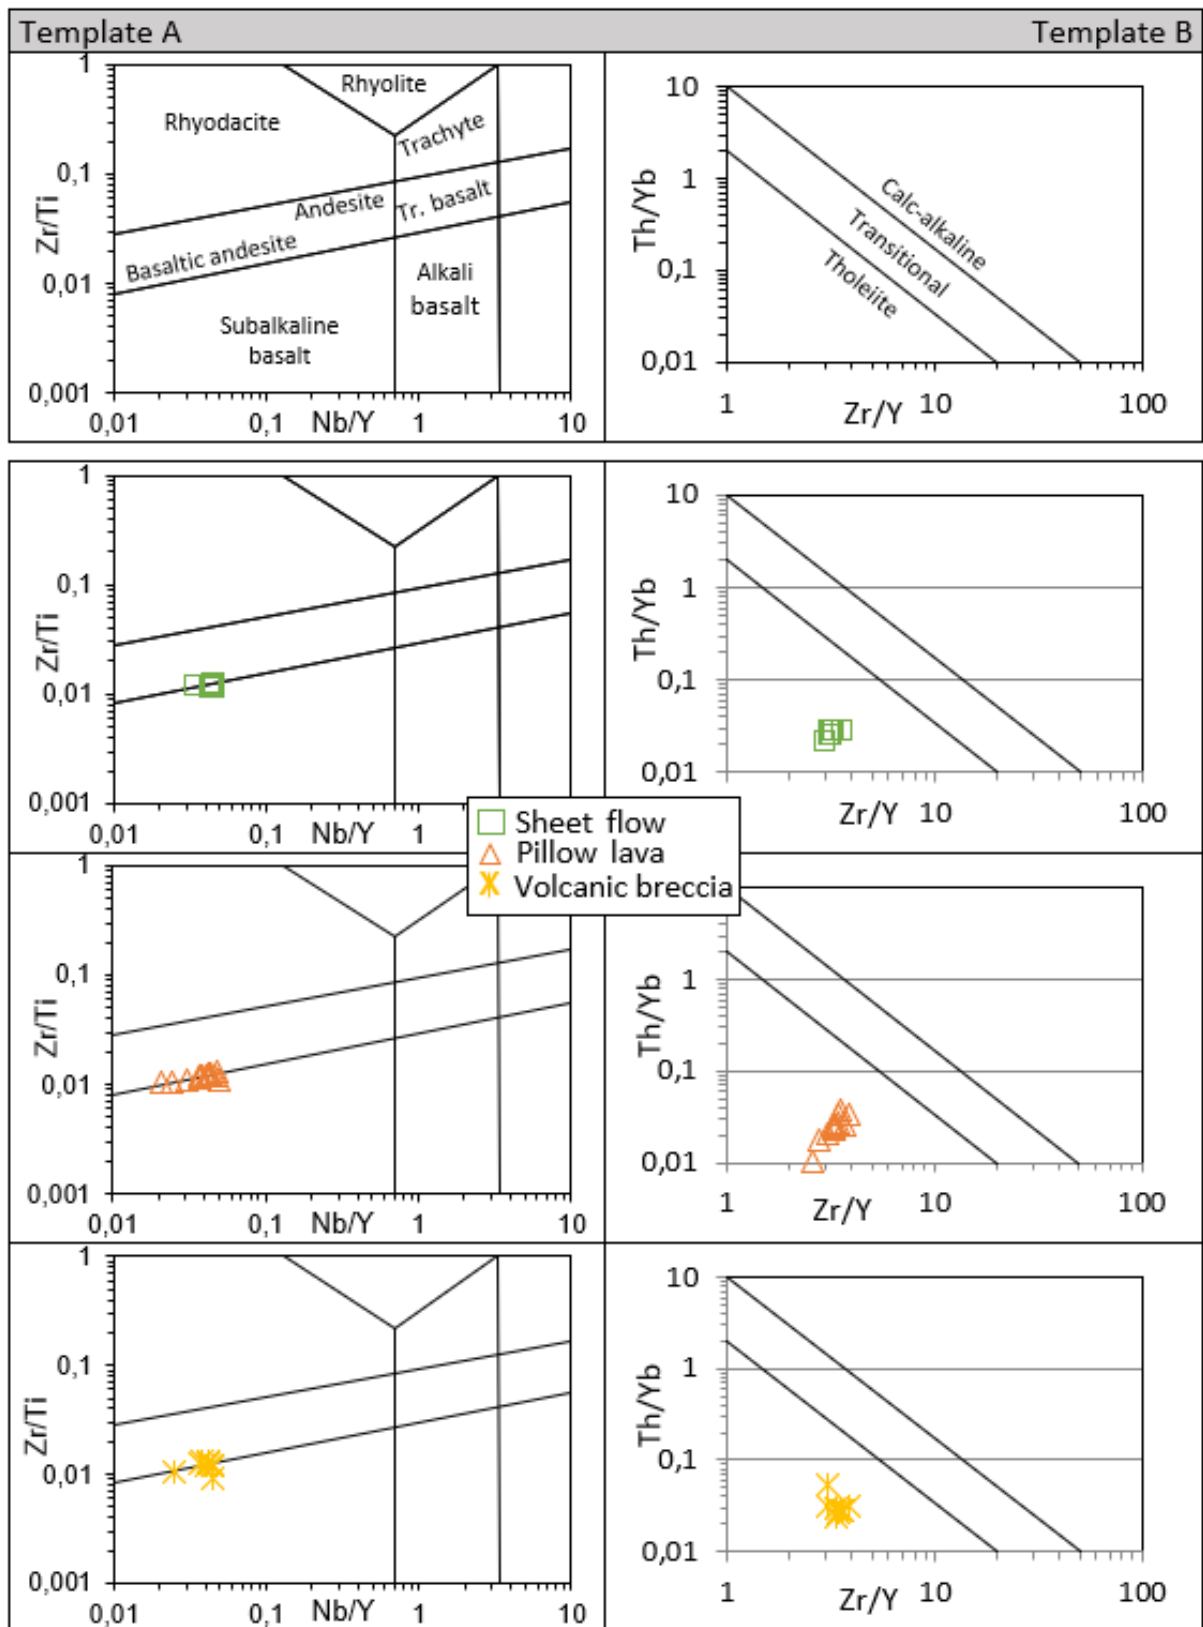 Template A
Template B
1
0,1
0,01
0,001
Zr/Ti
Rhyolite
Rhyodacite
Trachyte
Andesite
Tr. basalt
Basaltic andesite
Alkali
basalt
Subalkaline
basalt
0,01
0,1
Nb/Y
1
10
10
1
0,1
0,01
Th/Yb
Calc-alkaline
Transitional
Tholeiite
1
Zr/Y
10
100
1
0,1
0,01
0,001
Zr/Ti
0,01
0,1
Nb/Y
1
10
1
0,1
0,01
Th/Yb
1
Zr/Y
10
100
Sheet flow
Pillow lava
Volcanic breccia
1
0,1
0,01
0,001
Zr/Ti
0,01
0,1
Nb/Y
1
10
1
0,1
0,01
Th/Yb
1
Zr/Y
10
100
1
0,1
0,01
0,001
Zr/Ti
0,01
0,1
Nb/Y
1
10
10
1
0,1
0,01
Th/Yb
1
Zr/Y
10
100